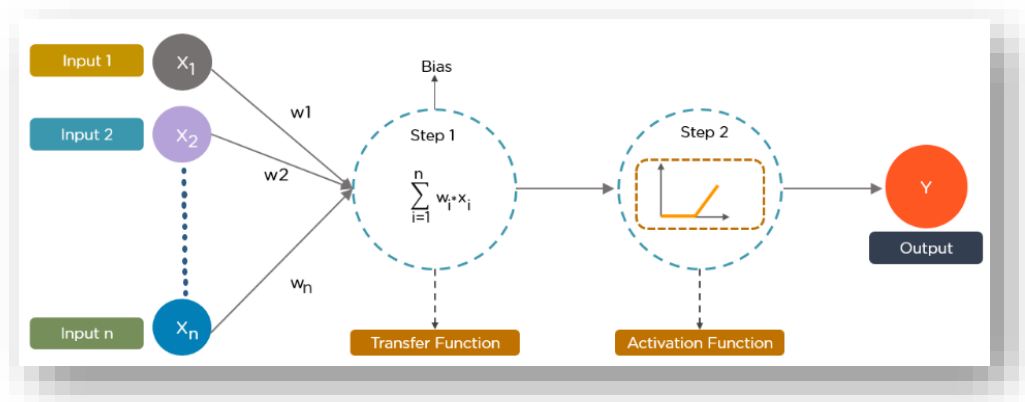 Input 1
X1
Input 2
X2
Input n
Xn
w1
w2
wn
Bias
Step 1
n
∑ wi*xi
i=1
Transfer Function
Step 2
Activation Function
Y
Output